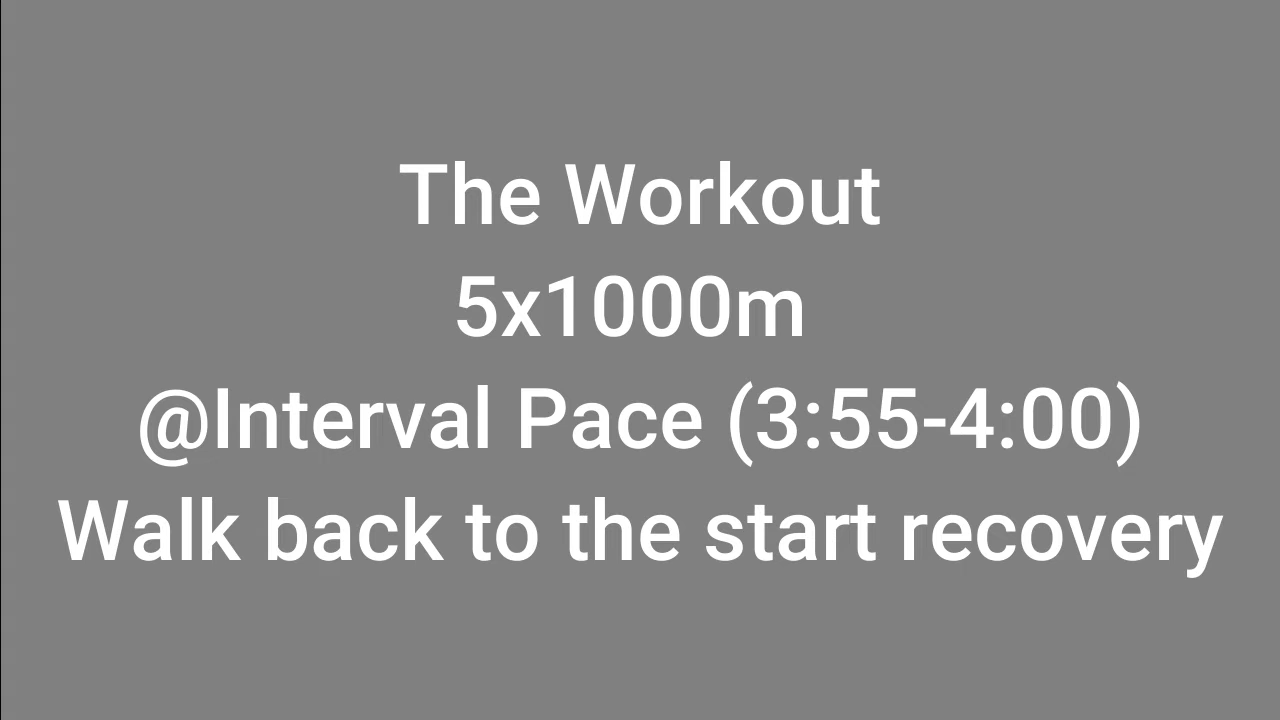 The Workout
5x1000m
@Interval Pace (3:55-4:00)
Walk back to the start recovery